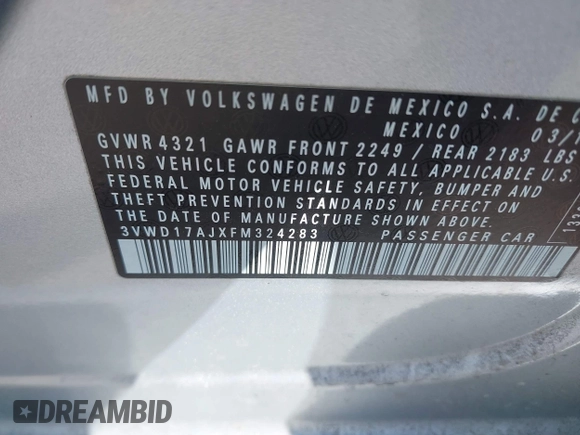 MFD BY VOLKSWAGEN DE MEXICO S.A. DE C
MEXICO 03/
GVWR 4321 GAWR FRONT 2249 / REAR 2183 LBS
THIS VEHICLE CONFORMS TO ALL APPLICABLE U.S.
FEDERAL MOTOR VEHICLE SAFETY, BUMPER AND
THEFT PREVENTION STANDARDS IN EFFECT ON
THE DATE OF MANUFACTURE SHOWN ABOVE.
3VWD17AJXFM324283 PASSENGER CAR
DREAMBID